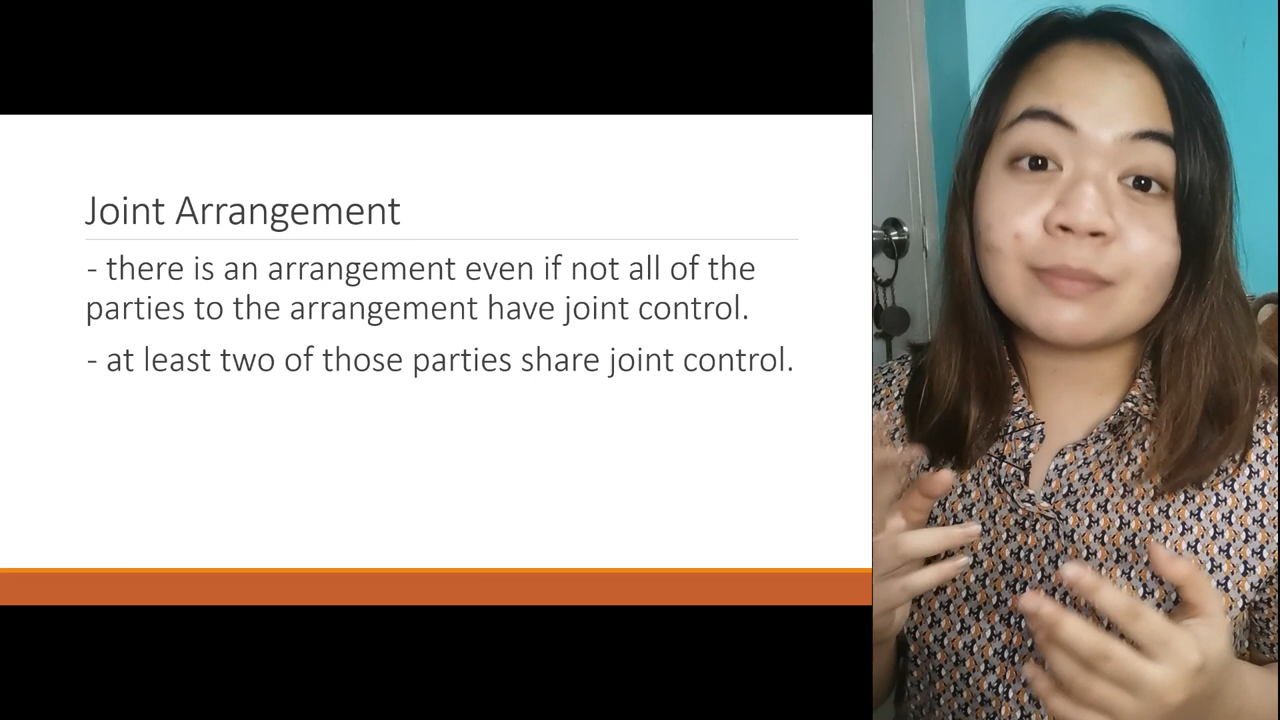 Joint Arrangement
- there is an arrangement even if not all of the
parties to the arrangement have joint control.
- at least two of those parties share joint control.